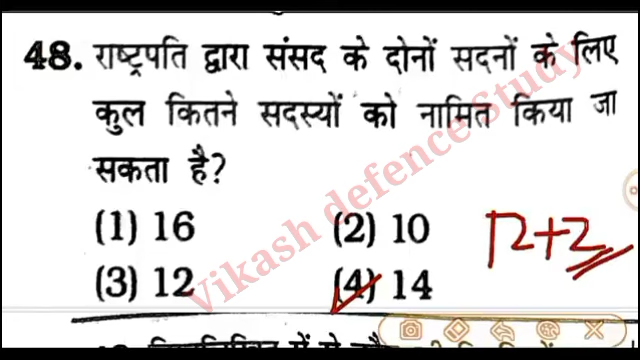 48. राष्ट्रपति द्वारा संसद के दोनों सदनों के लिए
कुल कितने सदस्यों को नामित किया जा
सकता है?
(1) 16 (2) 10
(3) 12 (4) 14
12+2
Vikash defence Study